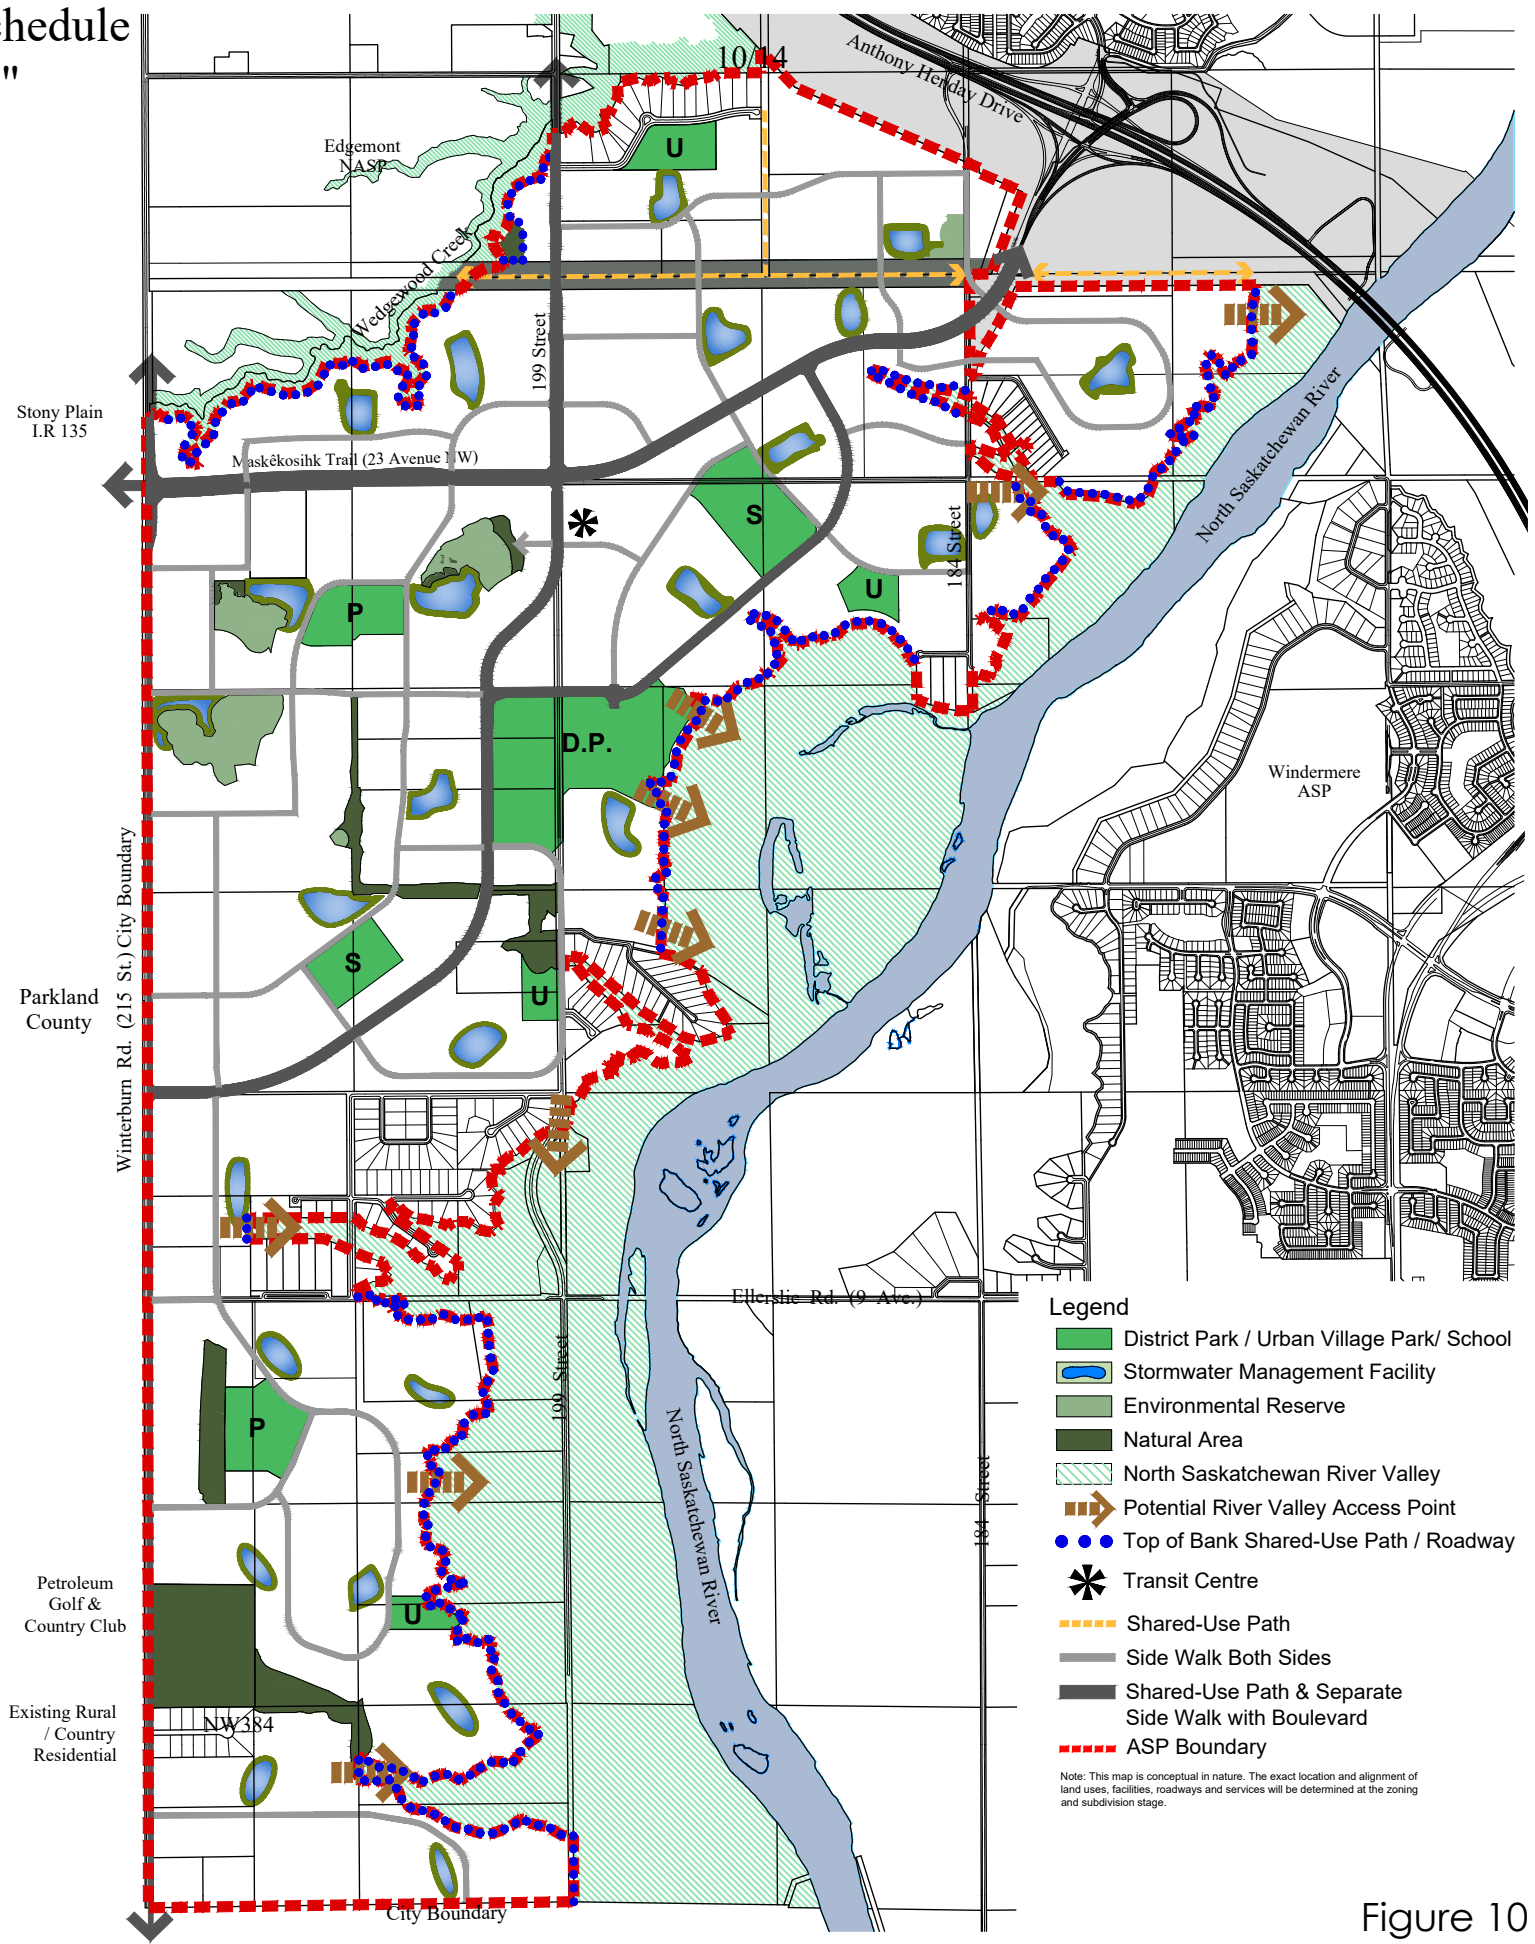 hedule
"
10/14
Anthony Henday Drive
U
Edgemont
NASP
Wedgewood Creek
199 Street
Stony Plain
I.R 135
Maskêkosihk Trail (23 Avenue NW)
North Saskatchewan River
S
184 Street
U
P
D.P.
Windermere
ASP
Winterburn Rd. (215 St.) City Boundary
S
U
Parkland
County
Ellerslie Rd. (9 Ave.)
199 Street
P
North Saskatchewan River
184 Street
Petroleum
Golf &
Country Club
U
Existing Rural
/ Country
Residential
NW384
City Boundary
Legend
District Park / Urban Village Park/ School
Stormwater Management Facility
Environmental Reserve
Natural Area
North Saskatchewan River Valley
Potential River Valley Access Point
Top of Bank Shared-Use Path / Roadway
Transit Centre
Shared-Use Path
Side Walk Both Sides
Shared-Use Path & Separate
Side Walk with Boulevard
ASP Boundary
Note: This map is conceptual in nature. The exact location and alignment of
land uses, facilities, roadways and services will be determined at the zoning
and subdivision stage.
Figure 10